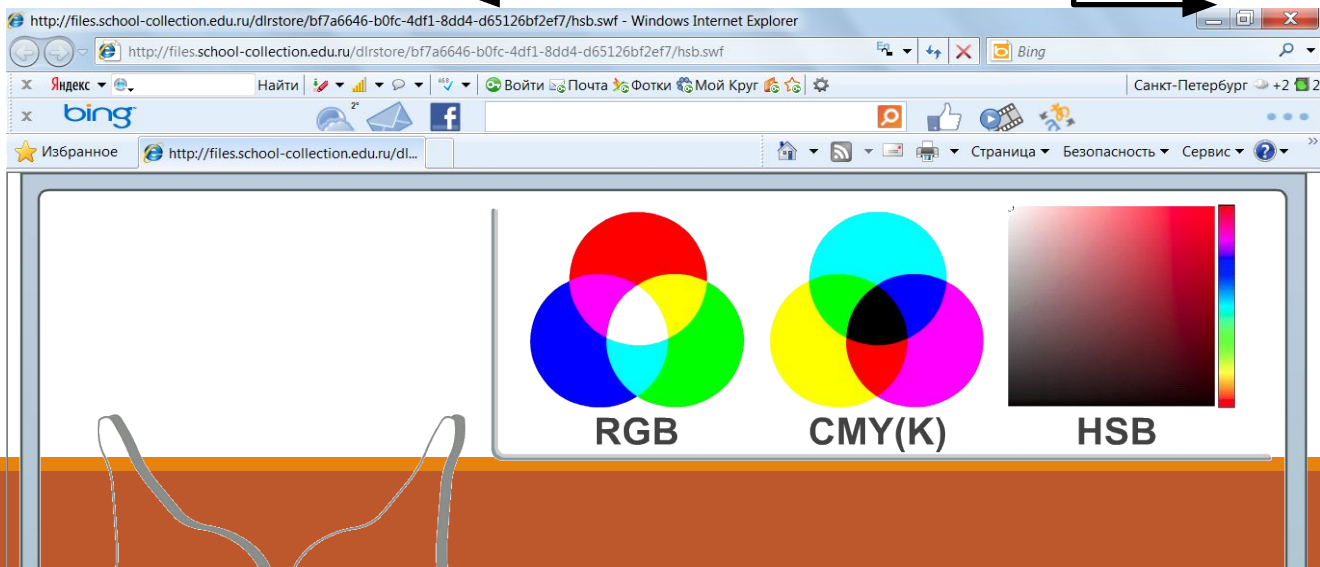 http://files.school-collection.edu.ru/dlrstore/bf7a6646-b0fc-4df1-8dd4-d65126bf2ef7/hsb.swf - Windows Internet Explorer
http://files.school-collection.edu.ru/dlrstore/bf7a6646-b0fc-4df1-8dd4-d65126bf2ef7/hsb.swf Bing
x Яндекс Найти 468 Войти Почта Фотки Мой Круг Санкт-Петербург +2 2
x bing 2° f
Избранное http://files.school-collection.edu.ru/dl... Страница Безопасность Сервис
RGB CMY(K) HSB